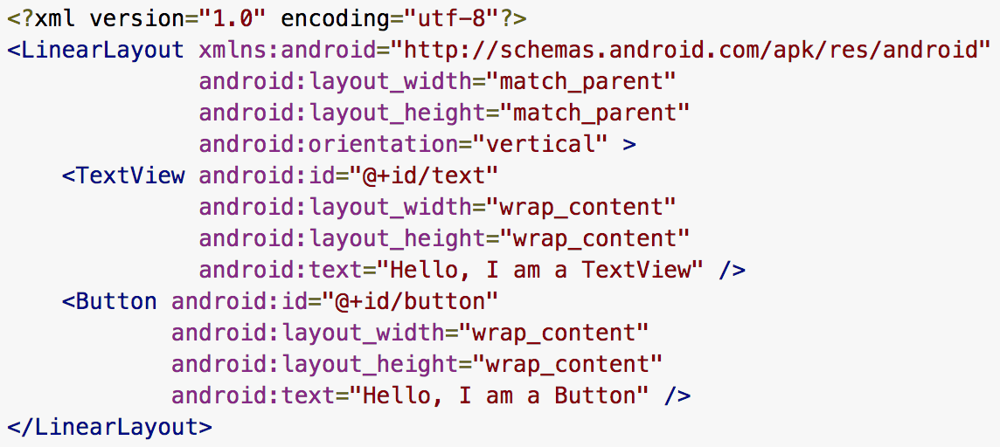 <?xml version="1.0" encoding="utf-8"?>
<LinearLayout xmlns:android="http://schemas.android.com/apk/res/android"
              android:layout_width="match_parent"
              android:layout_height="match_parent"
              android:orientation="vertical" >
    <TextView android:id="@+id/text"
              android:layout_width="wrap_content"
              android:layout_height="wrap_content"
              android:text="Hello, I am a TextView" />
    <Button android:id="@+id/button"
            android:layout_width="wrap_content"
            android:layout_height="wrap_content"
            android:text="Hello, I am a Button" />
</LinearLayout>